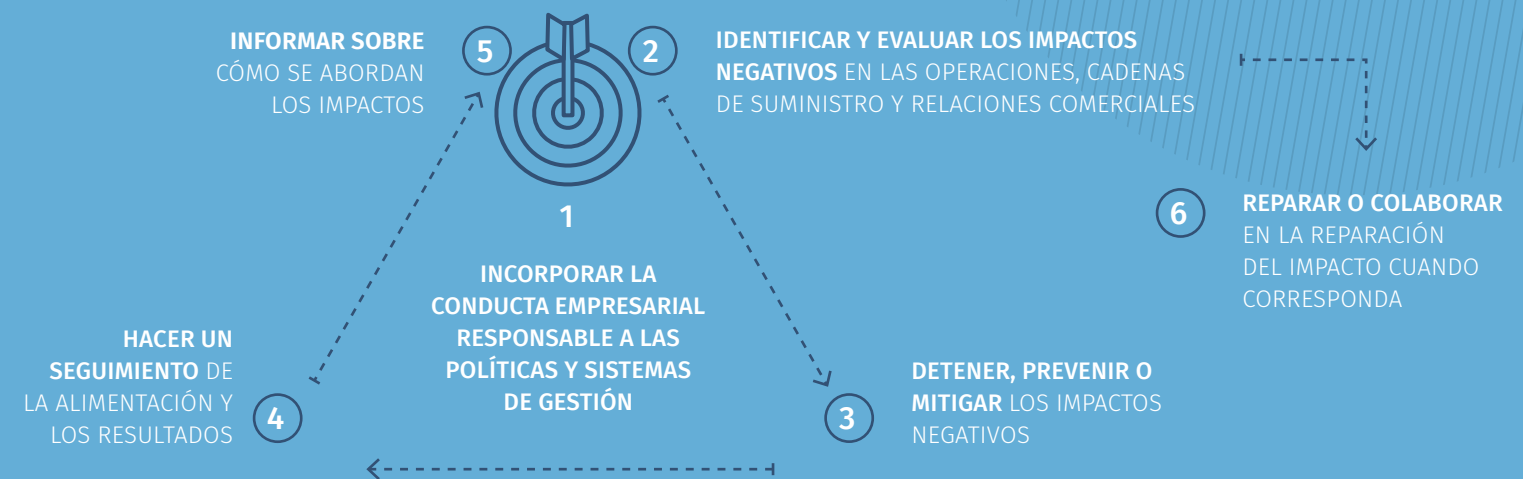 1
INCORPORAR LA
CONDUCTA EMPRESARIAL
RESPONSABLE A LAS
POLÍTICAS Y SISTEMAS
DE GESTIÓN
2
IDENTIFICAR Y EVALUAR LOS IMPACTOS
NEGATIVOS EN LAS OPERACIONES, CADENAS
DE SUMINISTRO Y RELACIONES COMERCIALES
3
DETENER, PREVENIR O
MITIGAR LOS IMPACTOS
NEGATIVOS
4
HACER UN
SEGUIMIENTO DE
LA ALIMENTACIÓN Y
LOS RESULTADOS
5
INFORMAR SOBRE
CÓMO SE ABORDAN
LOS IMPACTOS
6
REPARAR O COLABORAR
EN LA REPARACIÓN
DEL IMPACTO CUANDO
CORRESPONDA